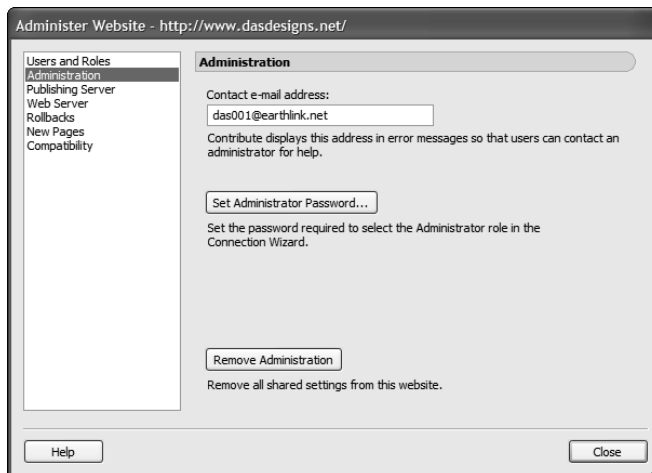 Administer Website - http://www.dasdesigns.net/
Users and Roles
Administration
Publishing Server
Web Server
Rollbacks
New Pages
Compatibility
Administration
Contact e-mail address:
das001@earthlink.net
Contribute displays this address in error messages so that users can contact an
administrator for help.
Set Administrator Password...
Set the password required to select the Administrator role in the
Connection Wizard.
Remove Administration
Remove all shared settings from this website.
Help
Close